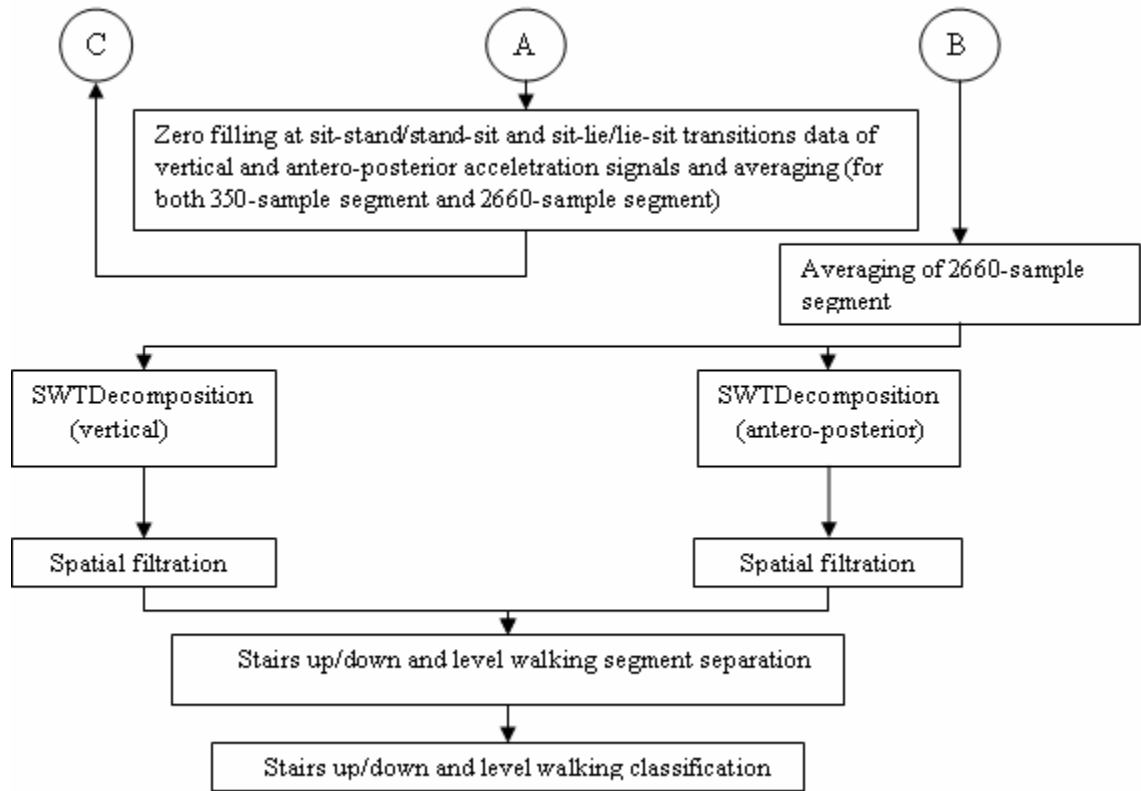 C
A
B
Zero filling at sit-stand/stand-sit and sit-lie/lie-sit transitions data of
vertical and antero-posterior acceletration signals and averaging (for
both 350-sample segment and 2660-sample segment)
Averaging of 2660-sample
segment
SWTDecomposition
(vertical)
SWTDecomposition
(antero-posterior)
Spatial filtration
Spatial filtration
Stairs up/down and level walking segment separation
Stairs up/down and level walking classification